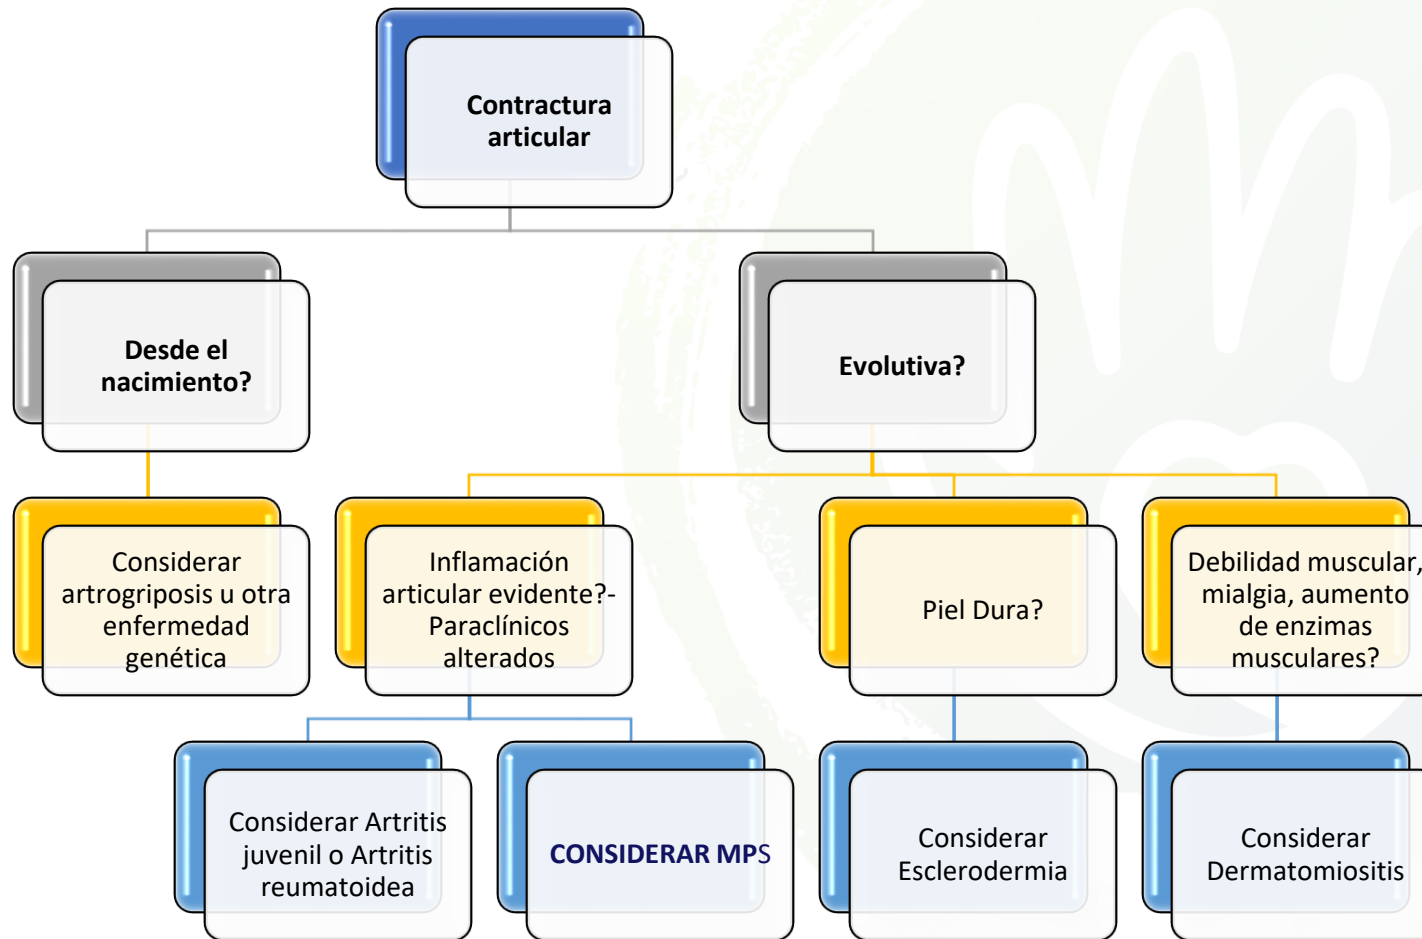 Contractura
articular
Desde el
nacimiento?
Evolutiva?
Considerar
artrogriposis u otra
enfermedad
genética
Inflamación
articular evidente?-
Paraclínicos
alterados
Piel Dura?
Debilidad muscular,
mialgia, aumento
de enzimas
musculares?
Considerar Artritis
juvenil o Artritis
reumatoidea
CONSIDERAR MPS
Considerar
Esclerodermia
Considerar
Dermatomiositis